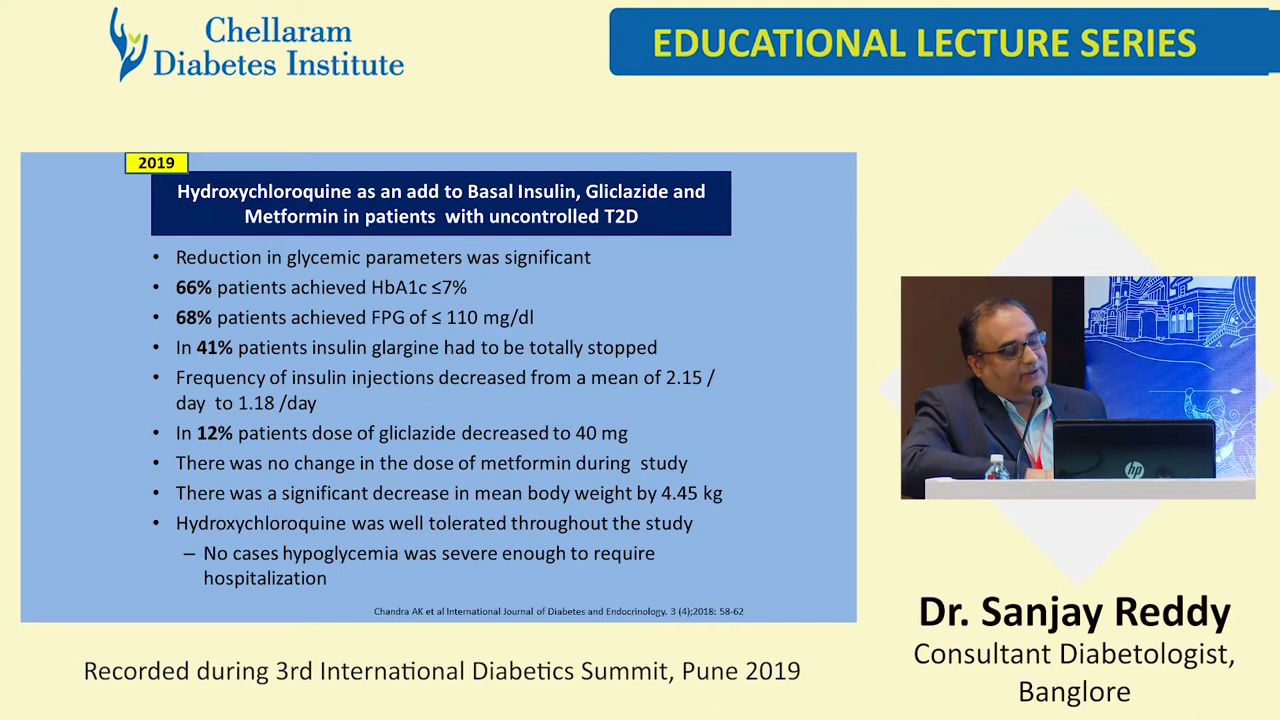 Chellaram
Diabetes Institute
EDUCATIONAL LECTURE SERIES
2019
Hydroxychloroquine as an add to Basal Insulin, Gliclazide and
Metformin in patients with uncontrolled T2D
• Reduction in glycemic parameters was significant
• 66% patients achieved HbA1c ≤7%
• 68% patients achieved FPG of ≤ 110 mg/dl
• In 41% patients insulin glargine had to be totally stopped
• Frequency of insulin injections decreased from a mean of 2.15 /
day to 1.18 /day
• In 12% patients dose of gliclazide decreased to 40 mg
• There was no change in the dose of metformin during study
• There was a significant decrease in mean body weight by 4.45 kg
• Hydroxychloroquine was well tolerated throughout the study
– No cases hypoglycemia was severe enough to require
hospitalization
Chandra AK et al International Journal of Diabetes and Endocrinology. 3 (4);2018: 58-62
hp
Dr. Sanjay Reddy
Consultant Diabetologist,
Banglore
Recorded during 3rd International Diabetics Summit, Pune 2019